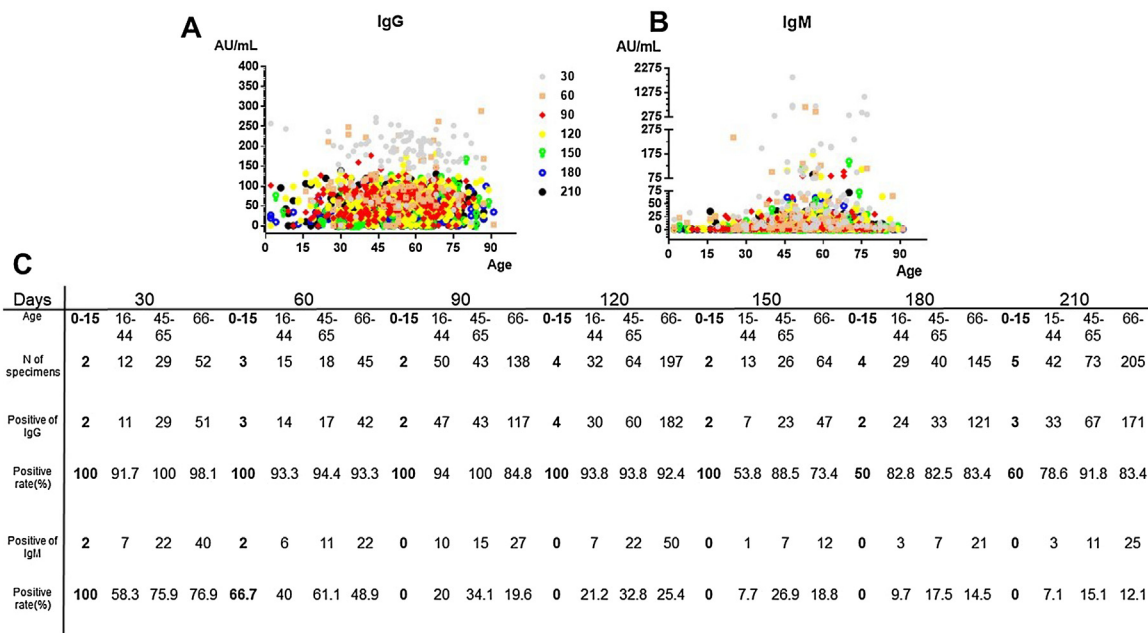 A
IgG
AU/mL
400
350
300
250
200
150
100
50
0
0 15 30 45 60 75 90
Age
30
60
90
120
150
180
210
B
IgM
AU/mL
2275
1275
275
275
175
75
75
50
25
0
0 15 30 45 60 75 90
Age
C
Days 30 60 90 120 150 180 210
Age 0-15 16-44 45-65 66- 0-15 16-44 45-65 66- 0-15 16-44 45-65 66- 0-15 16-44 45-65 66- 0-15 15-44 45-65 66- 0-15 16-44 45-65 66- 0-15 15-44 45-65 66-
N of specimens 2 12 29 52 3 15 18 45 2 50 43 138 4 32 64 197 2 13 26 64 4 29 40 145 5 42 73 205
Positive of IgG 2 11 29 51 3 14 17 42 2 47 43 117 4 30 60 182 2 7 23 47 2 24 33 121 3 33 67 171
Positive rate(%) 100 91.7 100 98.1 100 93.3 94.4 93.3 100 94 100 84.8 100 93.8 93.8 92.4 100 53.8 88.5 73.4 50 82.8 82.5 83.4 60 78.6 91.8 83.4
Positive of IgM 2 7 22 40 2 6 11 22 0 10 15 27 0 7 22 50 0 1 7 12 0 3 7 21 0 3 11 25
Positive rate(%) 100 58.3 75.9 76.9 66.7 40 61.1 48.9 0 20 34.1 19.6 0 21.2 32.8 25.4 0 7.7 26.9 18.8 0 9.7 17.5 14.5 0 7.1 15.1 12.1